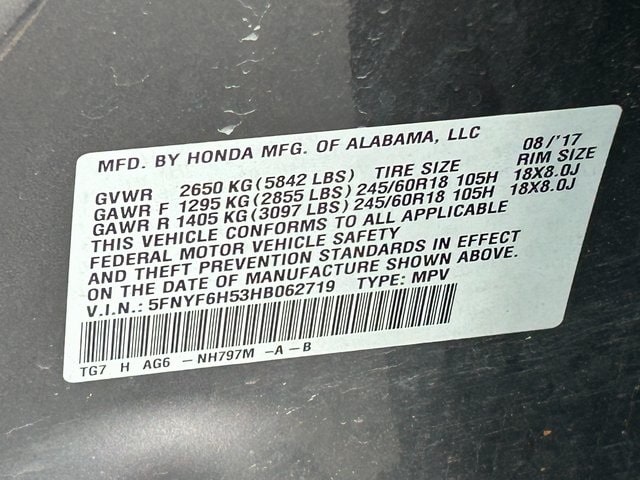 MFD. BY HONDA MFG. OF ALABAMA, LLC 08/'17
GVWR 2650 KG (5842 LBS) TIRE SIZE RIM SIZE
GAWR F 1295 KG (2855 LBS) 245/60R18 105H 18X8.0J
GAWR R 1405 KG (3097 LBS) 245/60R18 105H 18X8.0J
THIS VEHICLE CONFORMS TO ALL APPLICABLE
FEDERAL MOTOR VEHICLE SAFETY
AND THEFT PREVENTION STANDARDS IN EFFECT
ON THE DATE OF MANUFACTURE SHOWN ABOVE.
V.I.N.: 5FNYF6H53HB062719 TYPE: MPV
TG7 H AG6 - NH797M - A - B